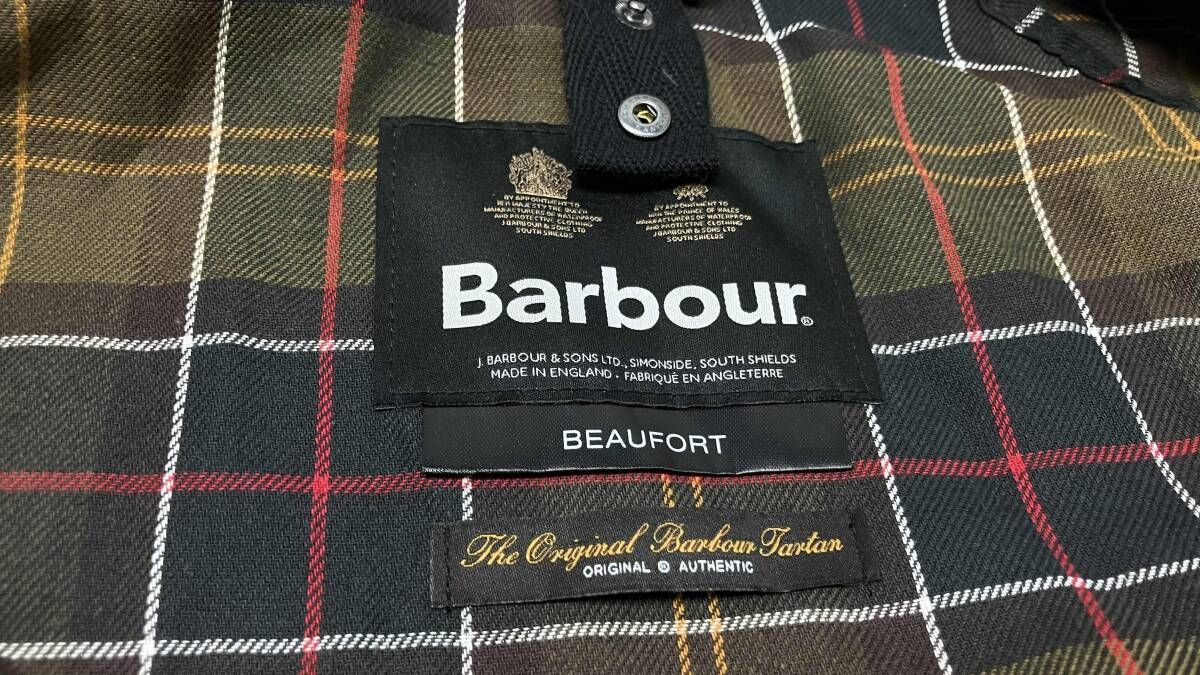 BY APPOINTMENT TO
HER MAJESTY THE QUEEN
MANUFACTURERS OF WATERPROOF
AND PROTECTIVE CLOTHING
J.BARBOUR & SONS LTD
SOUTH SHIELDS
BY APPOINTMENT TO
HRH THE PRINCE OF WALES
MANUFACTURERS OF WATERPROOF
AND PROTECTIVE CLOTHING
J.BARBOUR & SONS LTD
SOUTH SHIELDS
Barbour®
J. BARBOUR & SONS LTD., SIMONSIDE, SOUTH SHIELDS
MADE IN ENGLAND · FABRIQUÉ EN ANGLETERRE
BEAUFORT
The Original Barbour Tartan
ORIGINAL ® AUTHENTIC